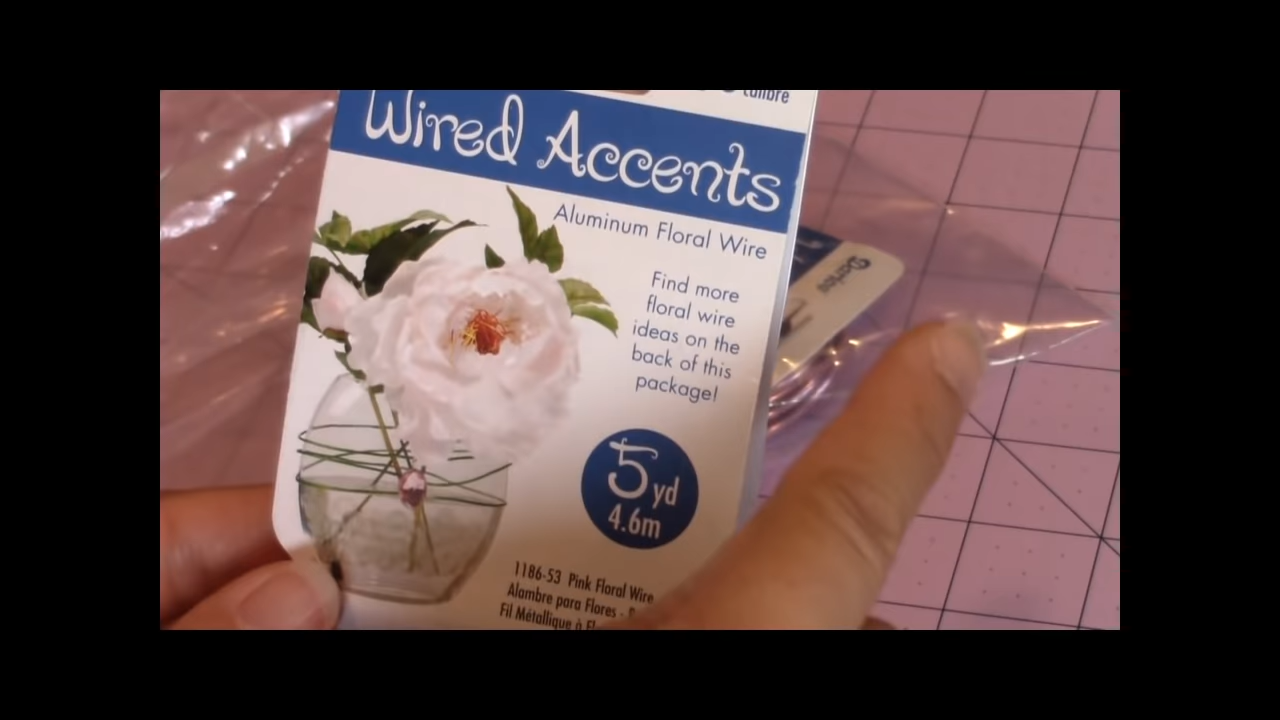 calibre
Wired Accents
Aluminum Floral Wire
Find more
floral wire
ideas on the
back of this
package!
5 yd
4.6m
1186-53 Pink Floral Wire
Alambre para Flores -
Fil Métallique à
Darice